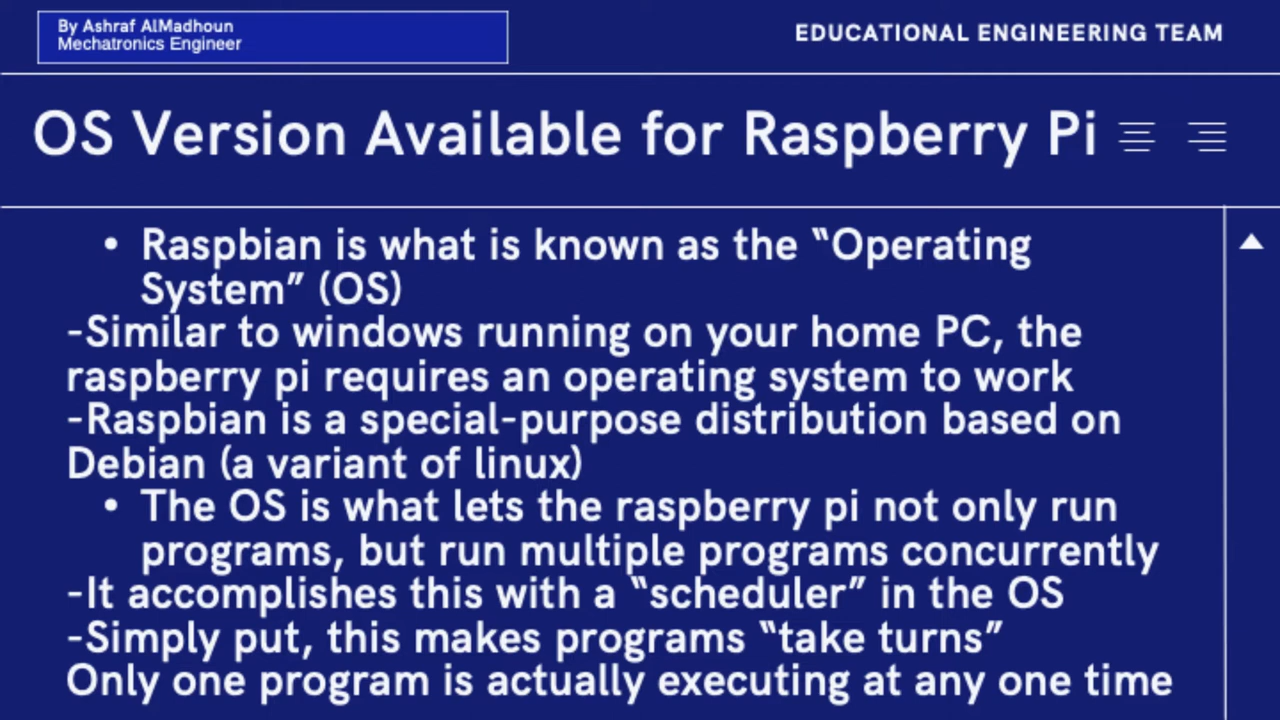 By Ashraf AlMadhoun
Mechatronics Engineer
EDUCATIONAL ENGINEERING TEAM
OS Version Available for Raspberry Pi
• Raspbian is what is known as the “Operating
System” (OS)
-Similar to windows running on your home PC, the
raspberry pi requires an operating system to work
-Raspbian is a special-purpose distribution based on
Debian (a variant of linux)
• The OS is what lets the raspberry pi not only run
programs, but run multiple programs concurrently
-It accomplishes this with a “scheduler” in the OS
-Simply put, this makes programs “take turns”
Only one program is actually executing at any one time